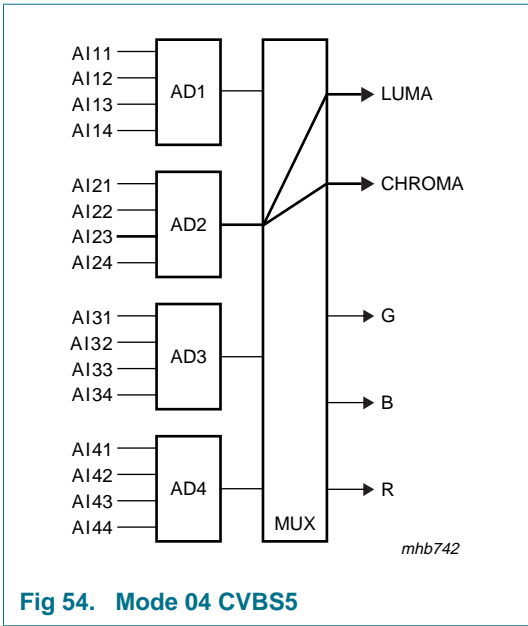 AI11
AI12
AI13
AI14
AD1
AI21
AI22
AI23
AI24
AD2
AI31
AI32
AI33
AI34
AD3
AI41
AI42
AI43
AI44
AD4
MUX
LUMA
CHROMA
G
B
R
mhb742
Fig 54. Mode 04 CVBS5